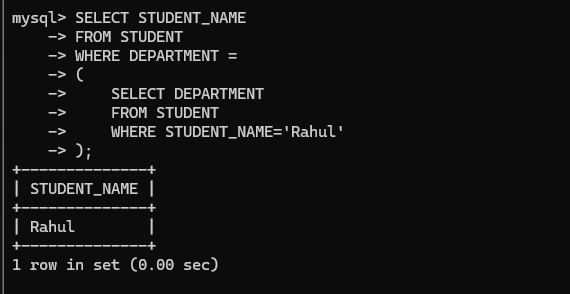 mysql> SELECT STUDENT_NAME
    -> FROM STUDENT
    -> WHERE DEPARTMENT =
    -> (
    ->     SELECT DEPARTMENT
    ->     FROM STUDENT
    ->     WHERE STUDENT_NAME='Rahul'
    -> );
+--------------+
| STUDENT_NAME |
+--------------+
| Rahul        |
+--------------+
1 row in set (0.00 sec)